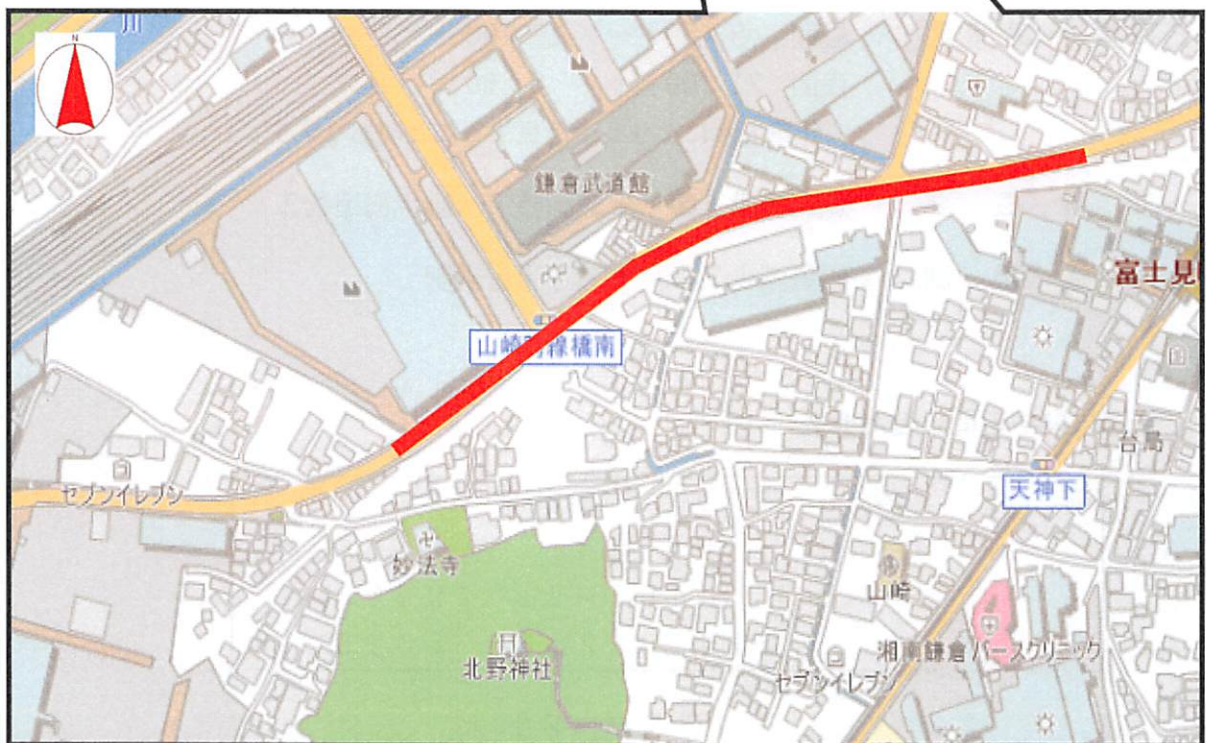 川
N
鎌倉武道館
富士見
山崎跨線橋南
台局
セブンイレブン
天神下
妙法寺
山崎
湘南鎌倉バースクリニック
北野神社
セブンイレブン